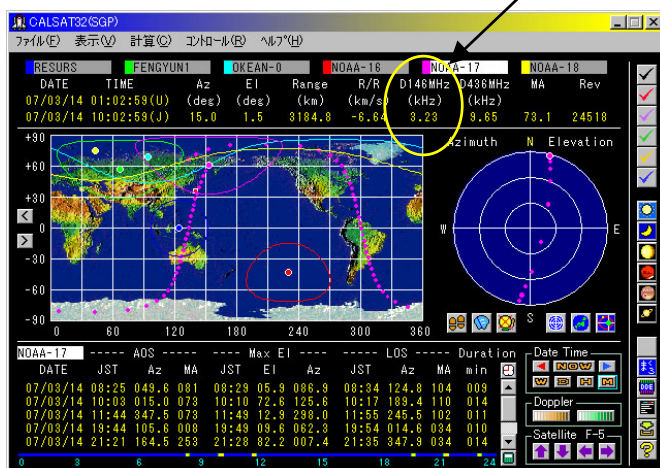 CALSAT32(SGP)
ファイル(F) 表示(V) 計算(C) コントロール(R) ヘルプ(H)
RESURS FENGYUN1 OKEAN-O NOAA-16 NOAA-17 NOAA-18
DATE TIME Az El Range R/R D146MHz D436MHz MA Rev
07/03/14 01:02:59(U) (deg) (deg) (km) (km/s) (kHz) (kHz)
07/03/14 10:02:59(J) 15.0 1.5 3184.8 -6.64 3.23 9.65 73.1 24518
+90
+60
+30
0
-30
-60
-90
< 
>
0 60 120 180 240 300 360
Azimuth N Elevation
W E
S
NOAA-17 ----- AOS ----- ---- Max El ---- ----- LOS ----- Duration
DATE JST Az MA JST El Az JST Az MA min
07/03/14 08:25 049.6 081 08:29 05.9 086.9 08:34 124.8 104 009
07/03/14 10:03 015.0 073 10:10 72.6 125.6 10:17 189.4 110 014
07/03/14 11:44 347.5 073 11:49 12.9 298.0 11:55 245.5 102 011
07/03/14 19:44 105.6 008 19:49 09.6 062.0 19:54 014.6 034 010
07/03/14 21:21 164.5 253 21:28 82.2 007.4 21:35 347.9 034 014
0 3 6 9 12 15 18 21 24
Date Time
NOW
W D H M
Doppler
Satellite F-5
DDE
?